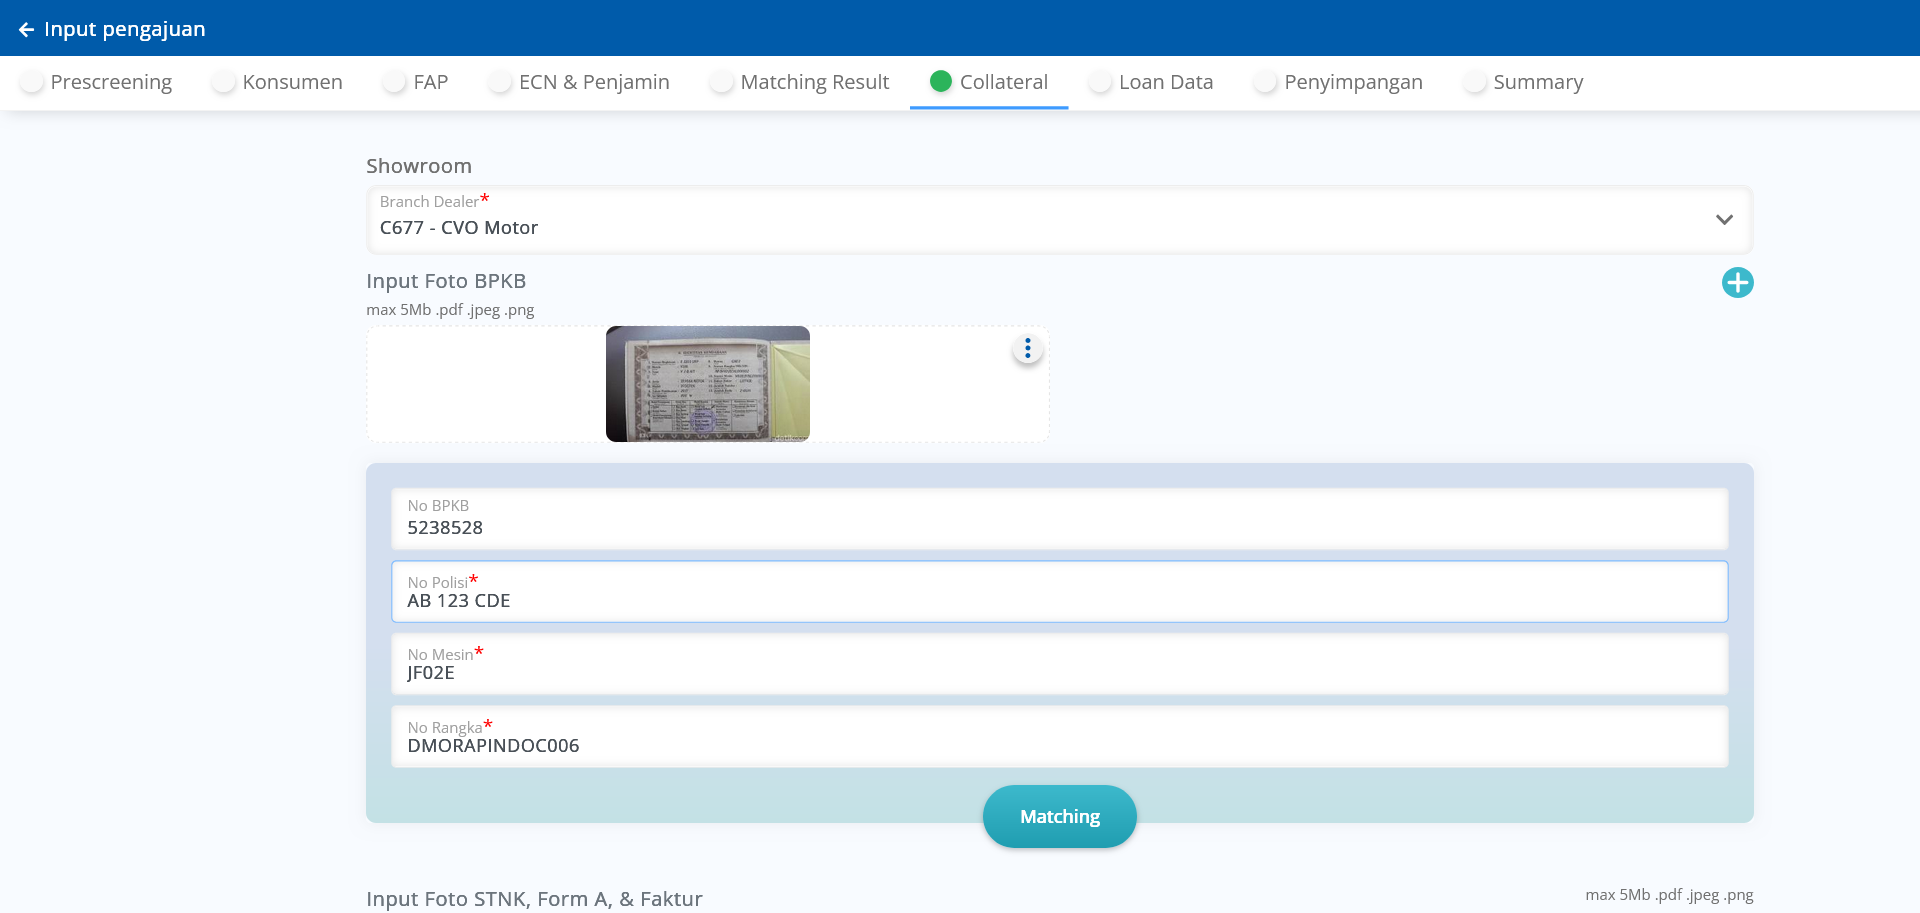 Input pengajuan
Prescreening Konsumen FAP ECN & Penjamin Matching Result Collateral Loan Data Penyimpangan Summary
Showroom
Branch Dealer*
C677 - CVO Motor
Input Foto BPKB
max 5Mb .pdf .jpeg .png
No BPKB
5238528
No Polisi*
AB 123 CDE
No Mesin*
JF02E
No Rangka*
DMORAPINDOC006
Matching
Input Foto STNK, Form A, & Faktur
max 5Mb .pdf .jpeg .png